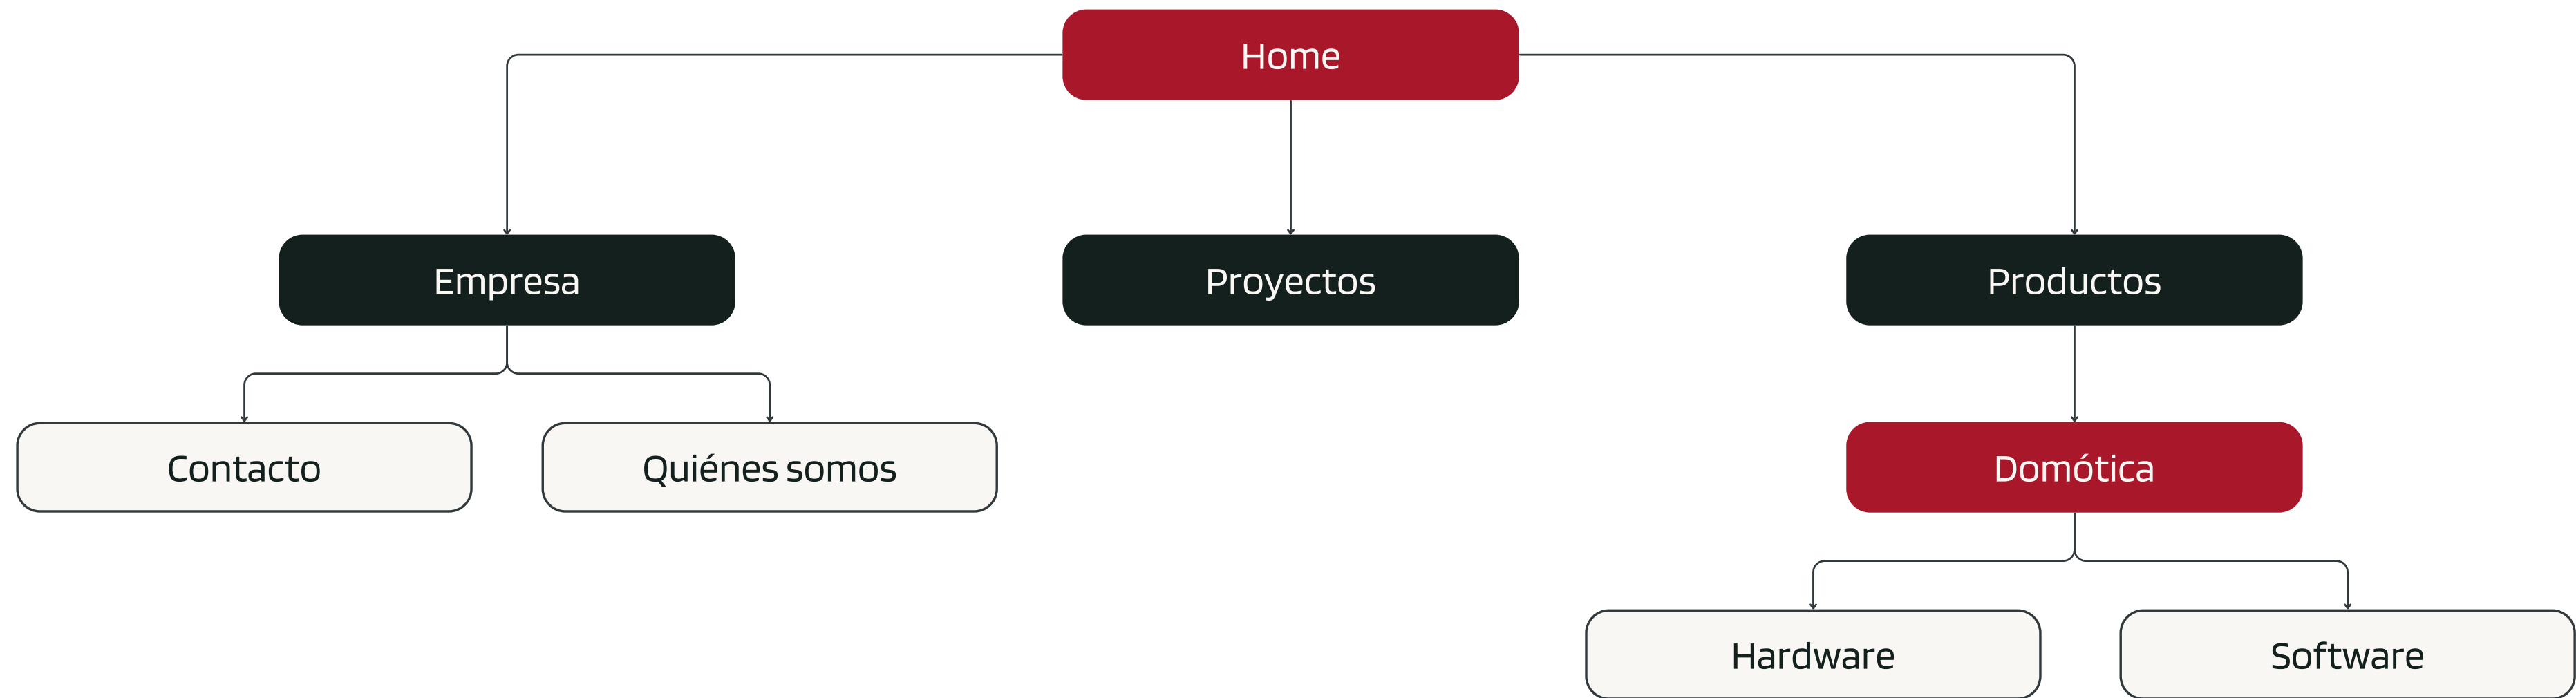 Home
Empresa
Proyectos
Productos
Contacto
Quiénes somos
Domótica
Hardware
Software